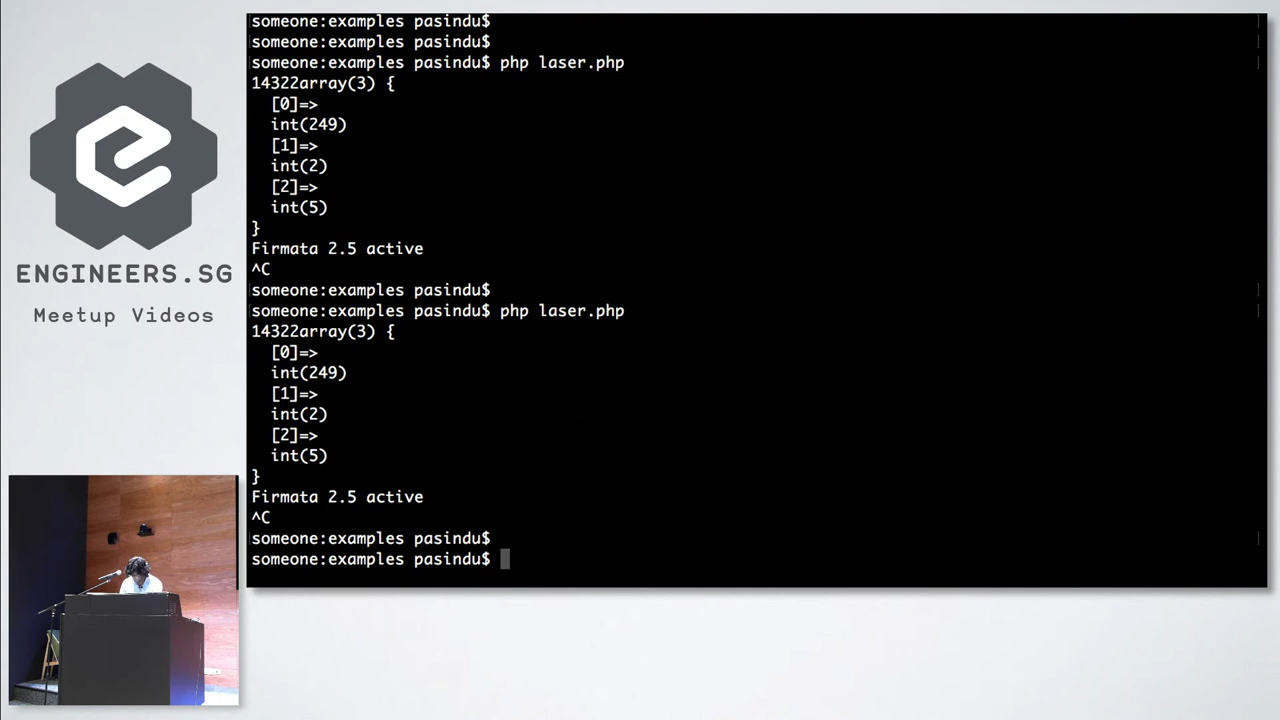 someone:examples pasindu$
someone:examples pasindu$
someone:examples pasindu$ php laser.php
14322array(3) {
[0]=>
int(249)
[1]=>
int(2)
[2]=>
int(5)
}
Firmata 2.5 active
^C
someone:examples pasindu$
someone:examples pasindu$ php laser.php
14322array(3) {
[0]=>
int(249)
[1]=>
int(2)
[2]=>
int(5)
}
Firmata 2.5 active
^C
someone:examples pasindu$
someone:examples pasindu$
ENGINEERS.SG
Meetup Videos